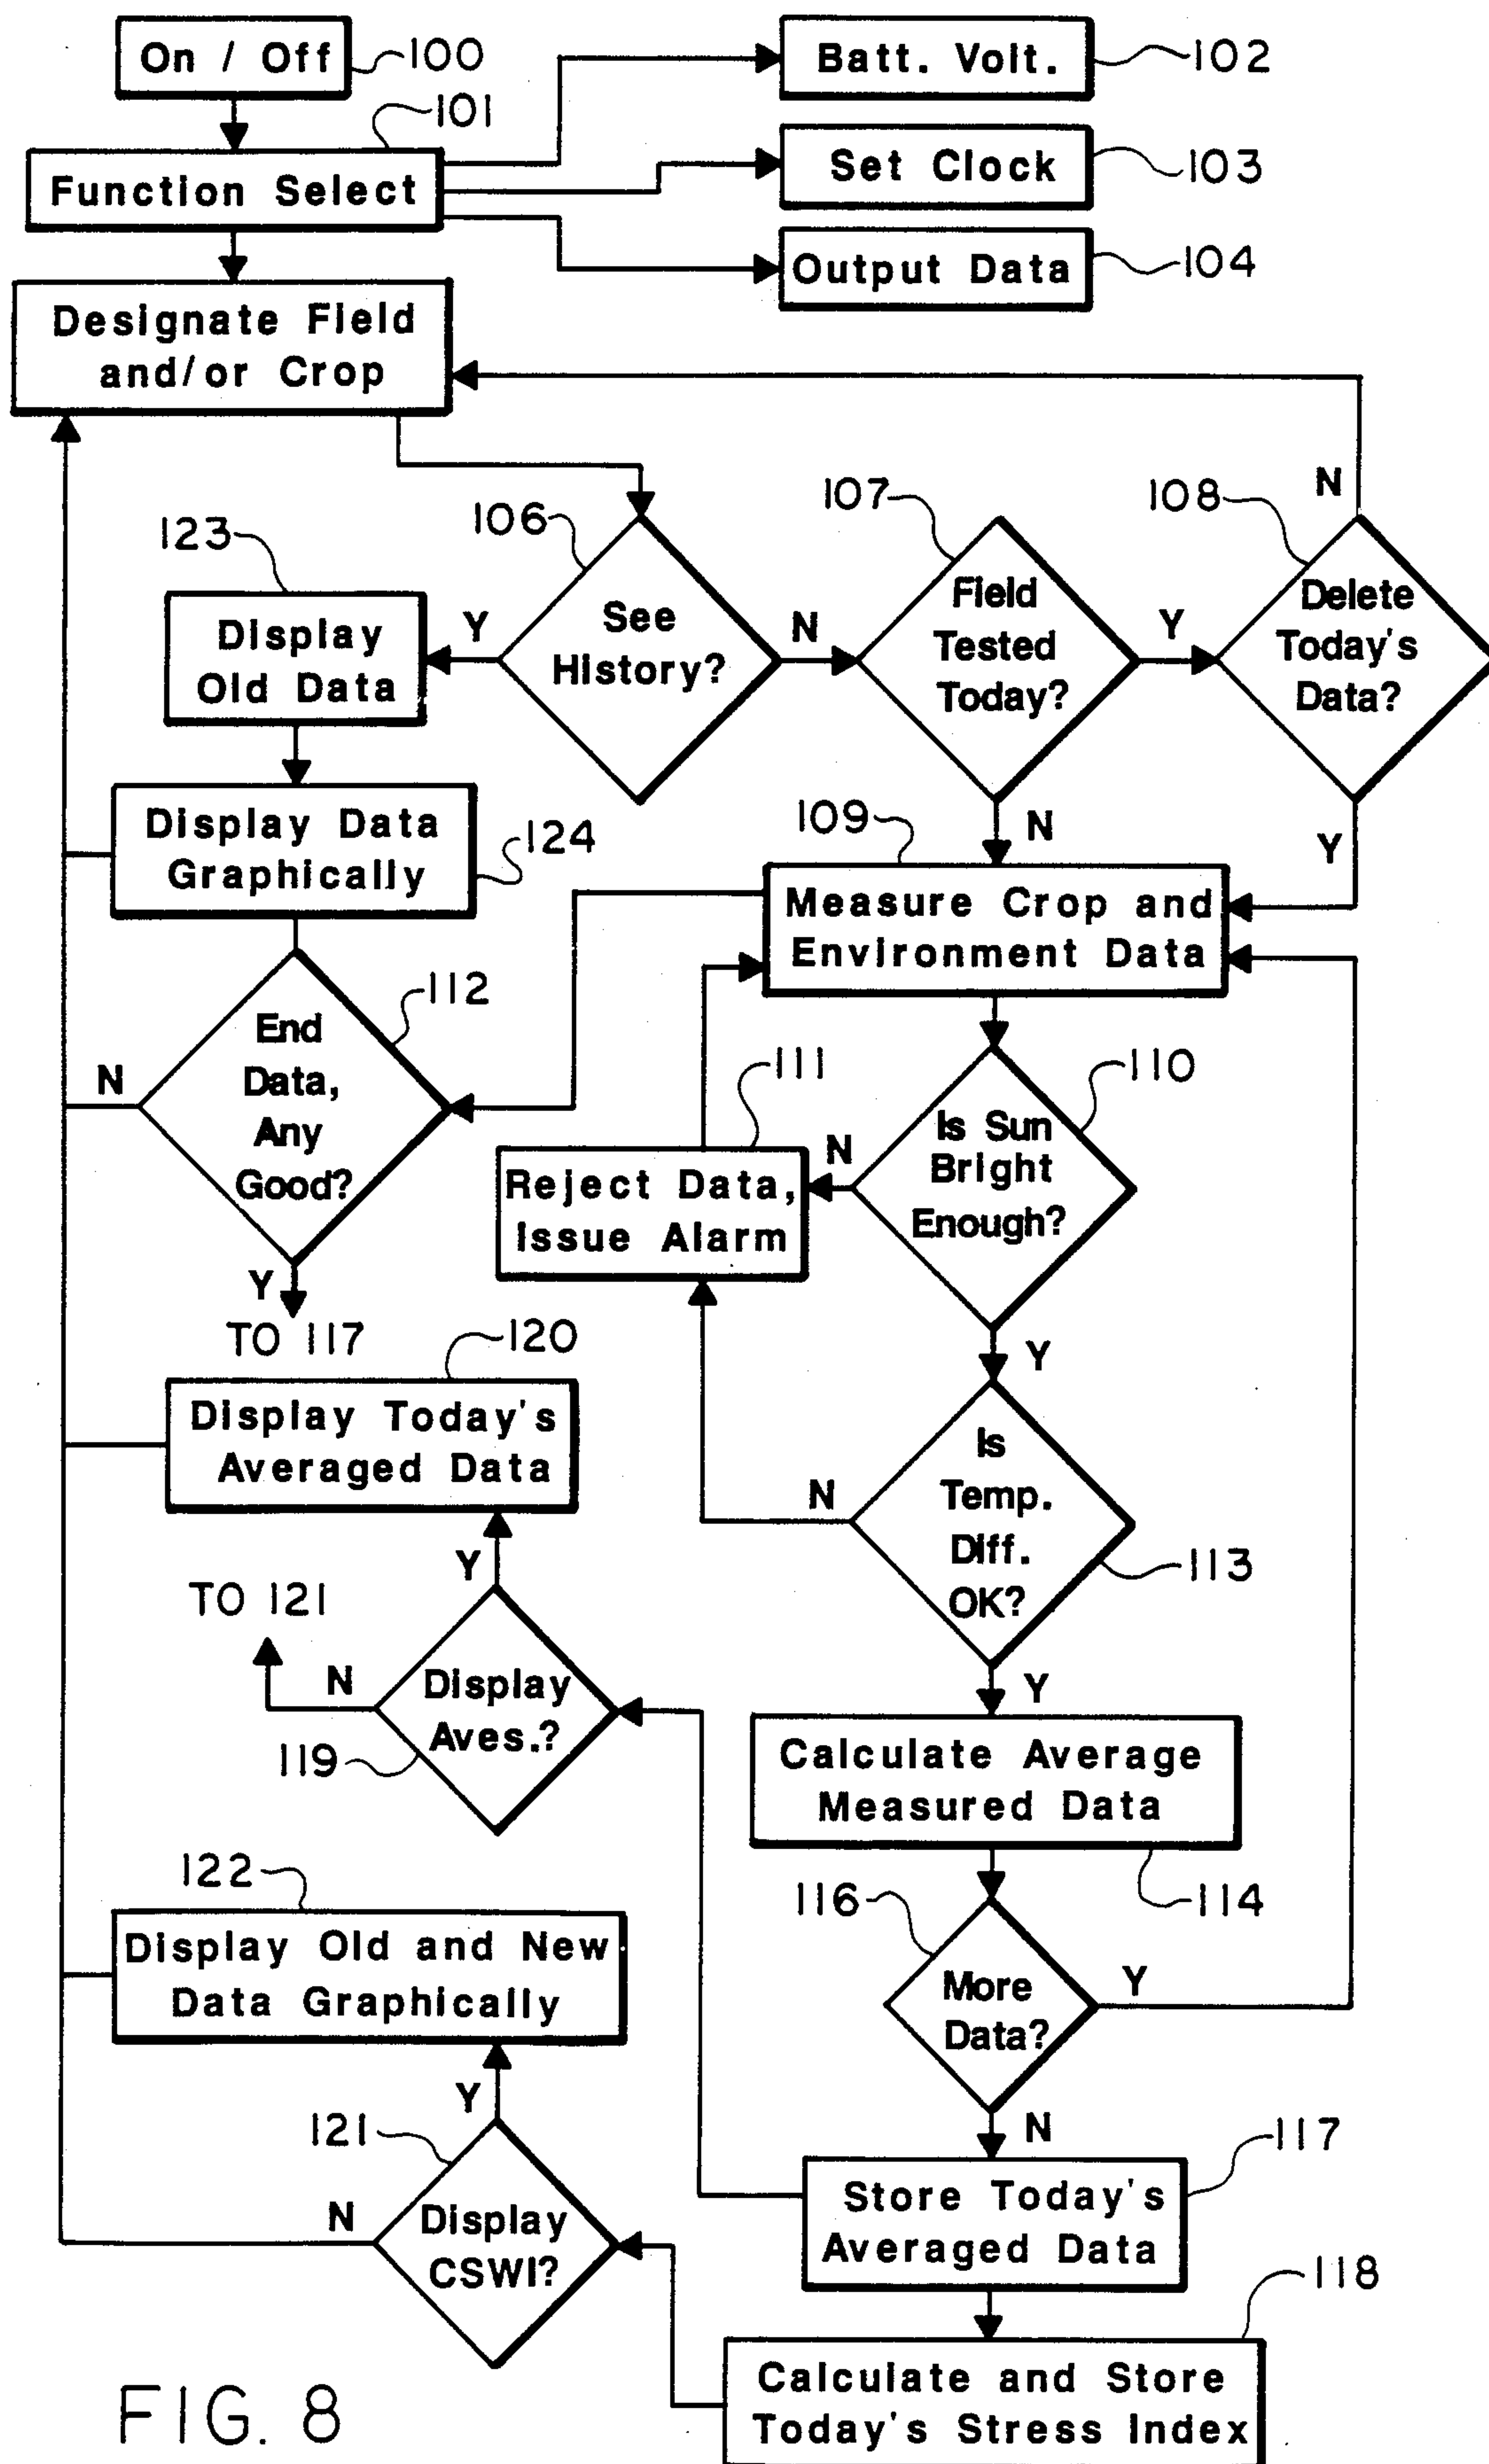 On / Off
100
Batt. Volt.
102
101
Function Select
Set Clock
103
Output Data
104
Designate Field
and/or Crop
N
106
107
108
123
See
History?
Y
N
Field
Tested
Today?
Y
Delete
Today's
Data?
Display
Old Data
Display Data
Graphically
124
109
N
Y
Measure Crop and
Environment Data
112
End
Data,
Any
Good?
N
Y
TO 117
111
110
Is Sun
Bright
Enough?
N
Reject Data,
Issue Alarm
Y
120
Display Today's
Averaged Data
Is
Temp.
Diff.
OK?
N
113
Y
Y
TO 121
N
Display
Aves.?
119
Calculate Average
Measured Data
114
116
More
Data?
Y
N
122
Display Old and New
Data Graphically
Y
121
Display
CSWI?
N
117
Store Today's
Averaged Data
118
Calculate and Store
Today's Stress Index
FIG. 8